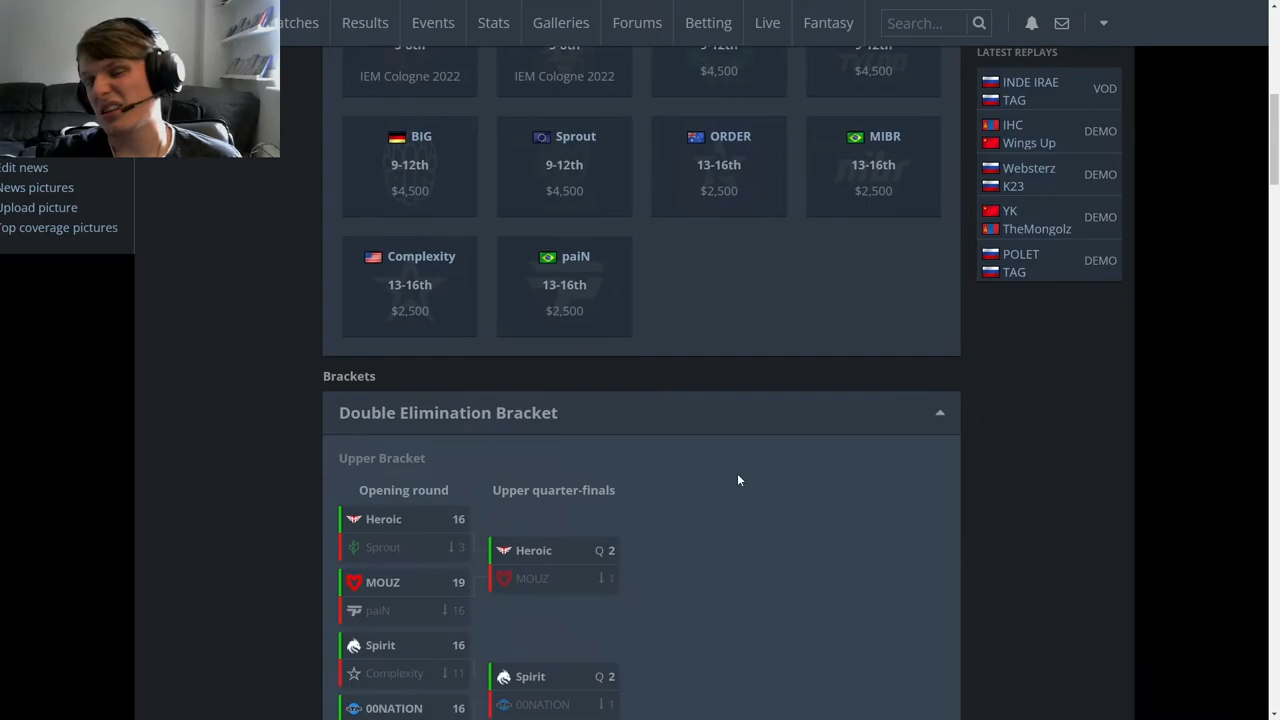 Results
Events
Stats
Galleries
Forums
Betting
Live
Fantasy
Search...
IEM Cologne 2022
IEM Cologne 2022
$4,500
$4,500
LATEST REPLAYS
INDE IRAE
TAG
VOD
IHC
Wings Up
DEMO
Websterz
K23
DEMO
YK
TheMongolz
DEMO
POLET
TAG
DEMO
Edit news
News pictures
Upload picture
Top coverage pictures
BIG
9-12th
$4,500
Sprout
9-12th
$4,500
ORDER
13-16th
$2,500
MIBR
13-16th
$2,500
Complexity
13-16th
$2,500
paiN
13-16th
$2,500
Brackets
Double Elimination Bracket
Upper Bracket
Opening round
Upper quarter-finals
Heroic 16
Sprout 3
MOUZ 19
paiN 16
Spirit 16
Complexity 11
00NATION 16
Heroic Q 2
MOUZ 1
Spirit Q 2
00NATION 1